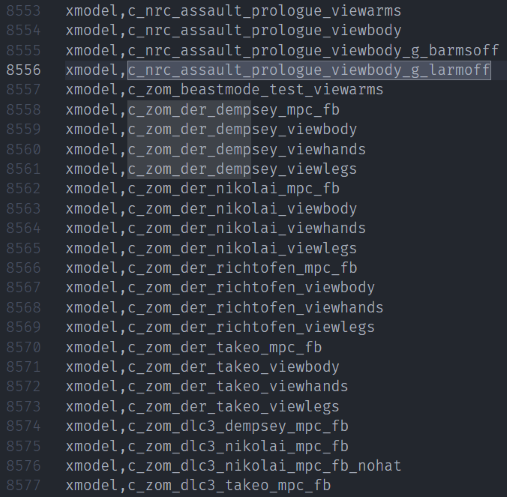 8553 xmodel,c_nrc_assault_prologue_viewarms
8554 xmodel,c_nrc_assault_prologue_viewbody
8555 xmodel,c_nrc_assault_prologue_viewbody_g_barmsoff
8556 xmodel,c_nrc_assault_prologue_viewbody_g_larmoff
8557 xmodel,c_zom_beastmode_test_viewarms
8558 xmodel,c_zom_der_dempsey_mpc_fb
8559 xmodel,c_zom_der_dempsey_viewbody
8560 xmodel,c_zom_der_dempsey_viewhands
8561 xmodel,c_zom_der_dempsey_viewlegs
8562 xmodel,c_zom_der_nikolai_mpc_fb
8563 xmodel,c_zom_der_nikolai_viewbody
8564 xmodel,c_zom_der_nikolai_viewhands
8565 xmodel,c_zom_der_nikolai_viewlegs
8566 xmodel,c_zom_der_richtofen_mpc_fb
8567 xmodel,c_zom_der_richtofen_viewbody
8568 xmodel,c_zom_der_richtofen_viewhands
8569 xmodel,c_zom_der_richtofen_viewlegs
8570 xmodel,c_zom_der_takeo_mpc_fb
8571 xmodel,c_zom_der_takeo_viewbody
8572 xmodel,c_zom_der_takeo_viewhands
8573 xmodel,c_zom_der_takeo_viewlegs
8574 xmodel,c_zom_dlc3_dempsey_mpc_fb
8575 xmodel,c_zom_dlc3_nikolai_mpc_fb
8576 xmodel,c_zom_dlc3_nikolai_mpc_fb_nohat
8577 xmodel,c_zom_dlc3_takeo_mpc_fb